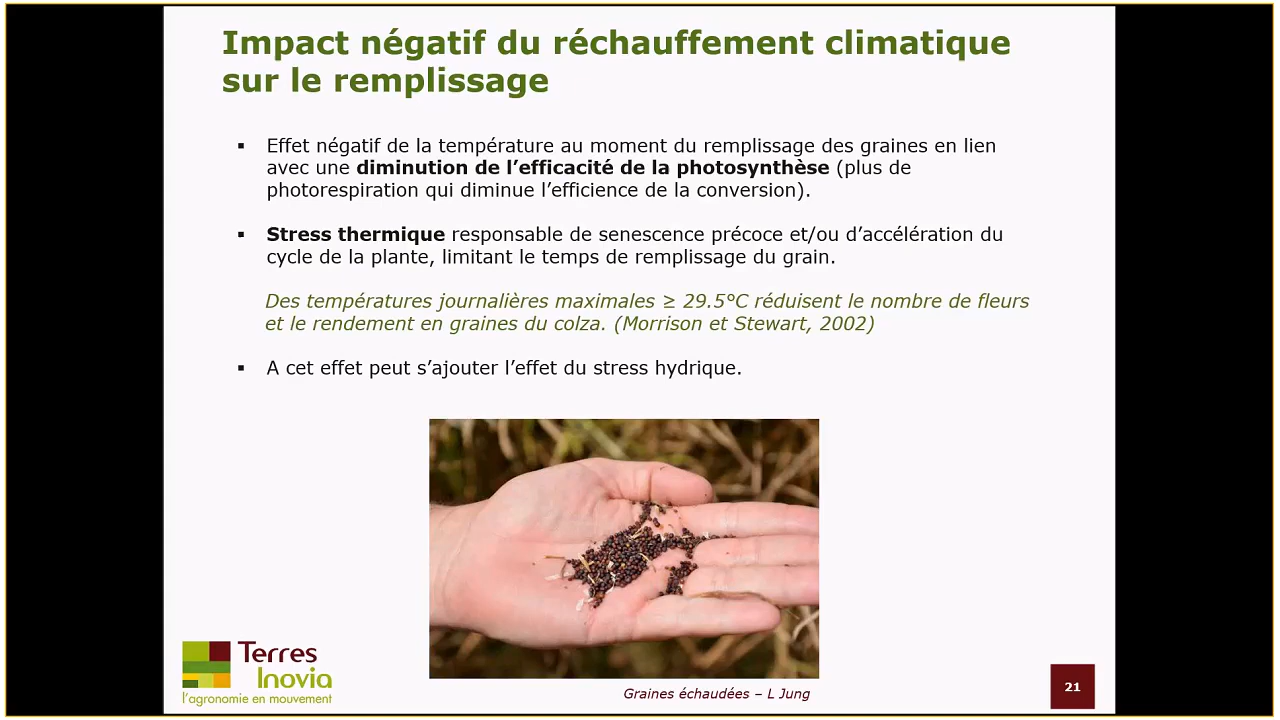 Impact négatif du réchauffement climatique
sur le remplissage
▪ Effet négatif de la température au moment du remplissage des graines en lien
avec une diminution de l’efficacité de la photosynthèse (plus de
photorespiration qui diminue l’efficience de la conversion).
▪ Stress thermique responsable de senescence précoce et/ou d’accélération du
cycle de la plante, limitant le temps de remplissage du grain.
Des températures journalières maximales ≥ 29.5°C réduisent le nombre de fleurs
et le rendement en graines du colza. (Morrison et Stewart, 2002)
▪ A cet effet peut s’ajouter l’effet du stress hydrique.
Terres
Inovia
l’agronomie en mouvement
Graines échaudées – L Jung
21